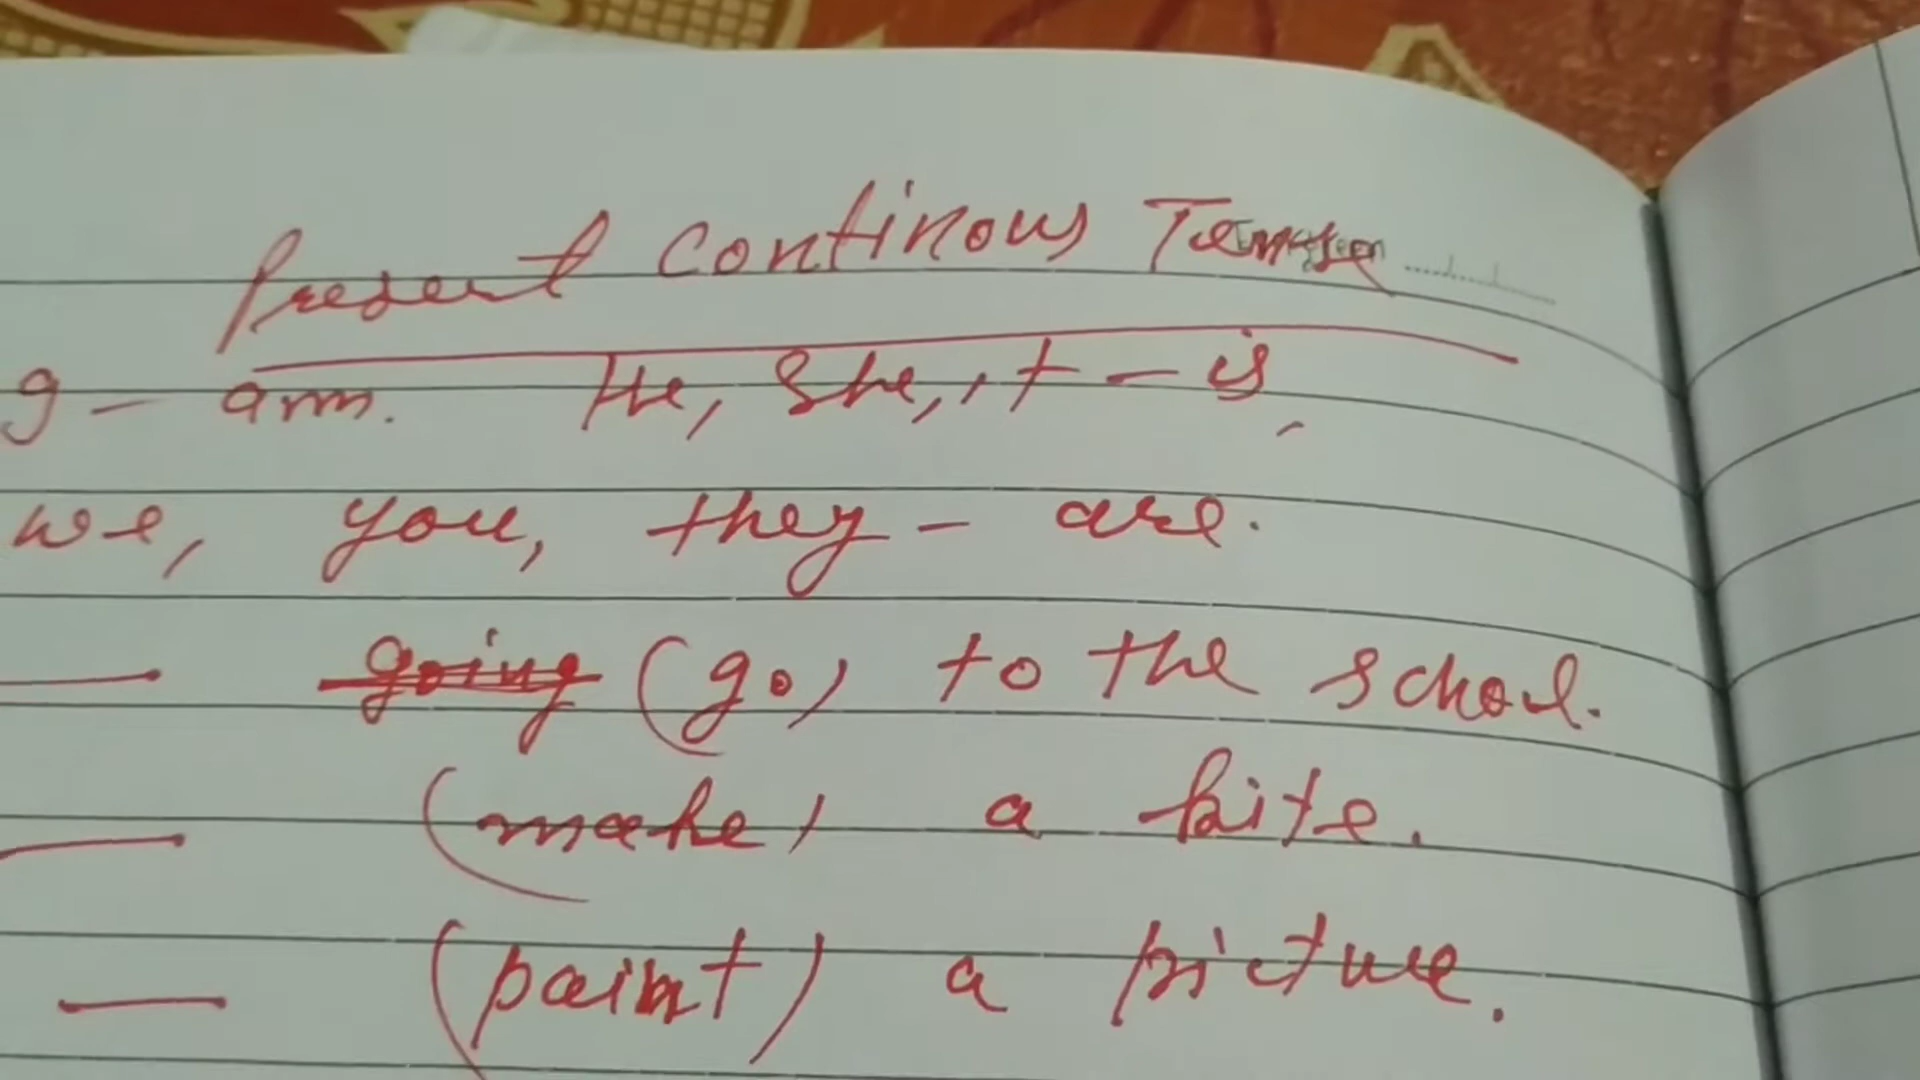 Present Continous Tense
I - am. He, She, it - is,
we, you, they - are.
— going (go) to the school.
— (make) a kite.
— (paint) a picture.